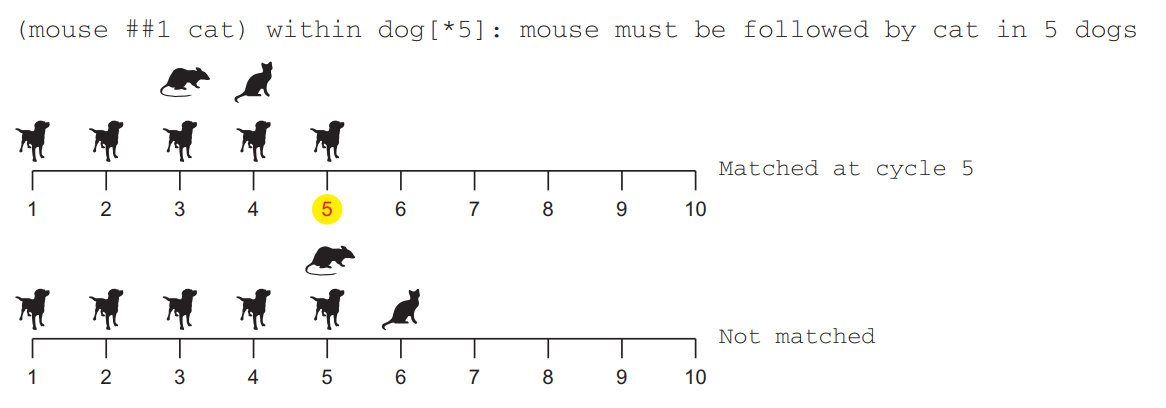 (mouse ##1 cat) within dog[*5]: mouse must be followed by cat in 5 dogs
Matched at cycle 5
1 2 3 4 5 6 7 8 9 10
Not matched
1 2 3 4 5 6 7 8 9 10